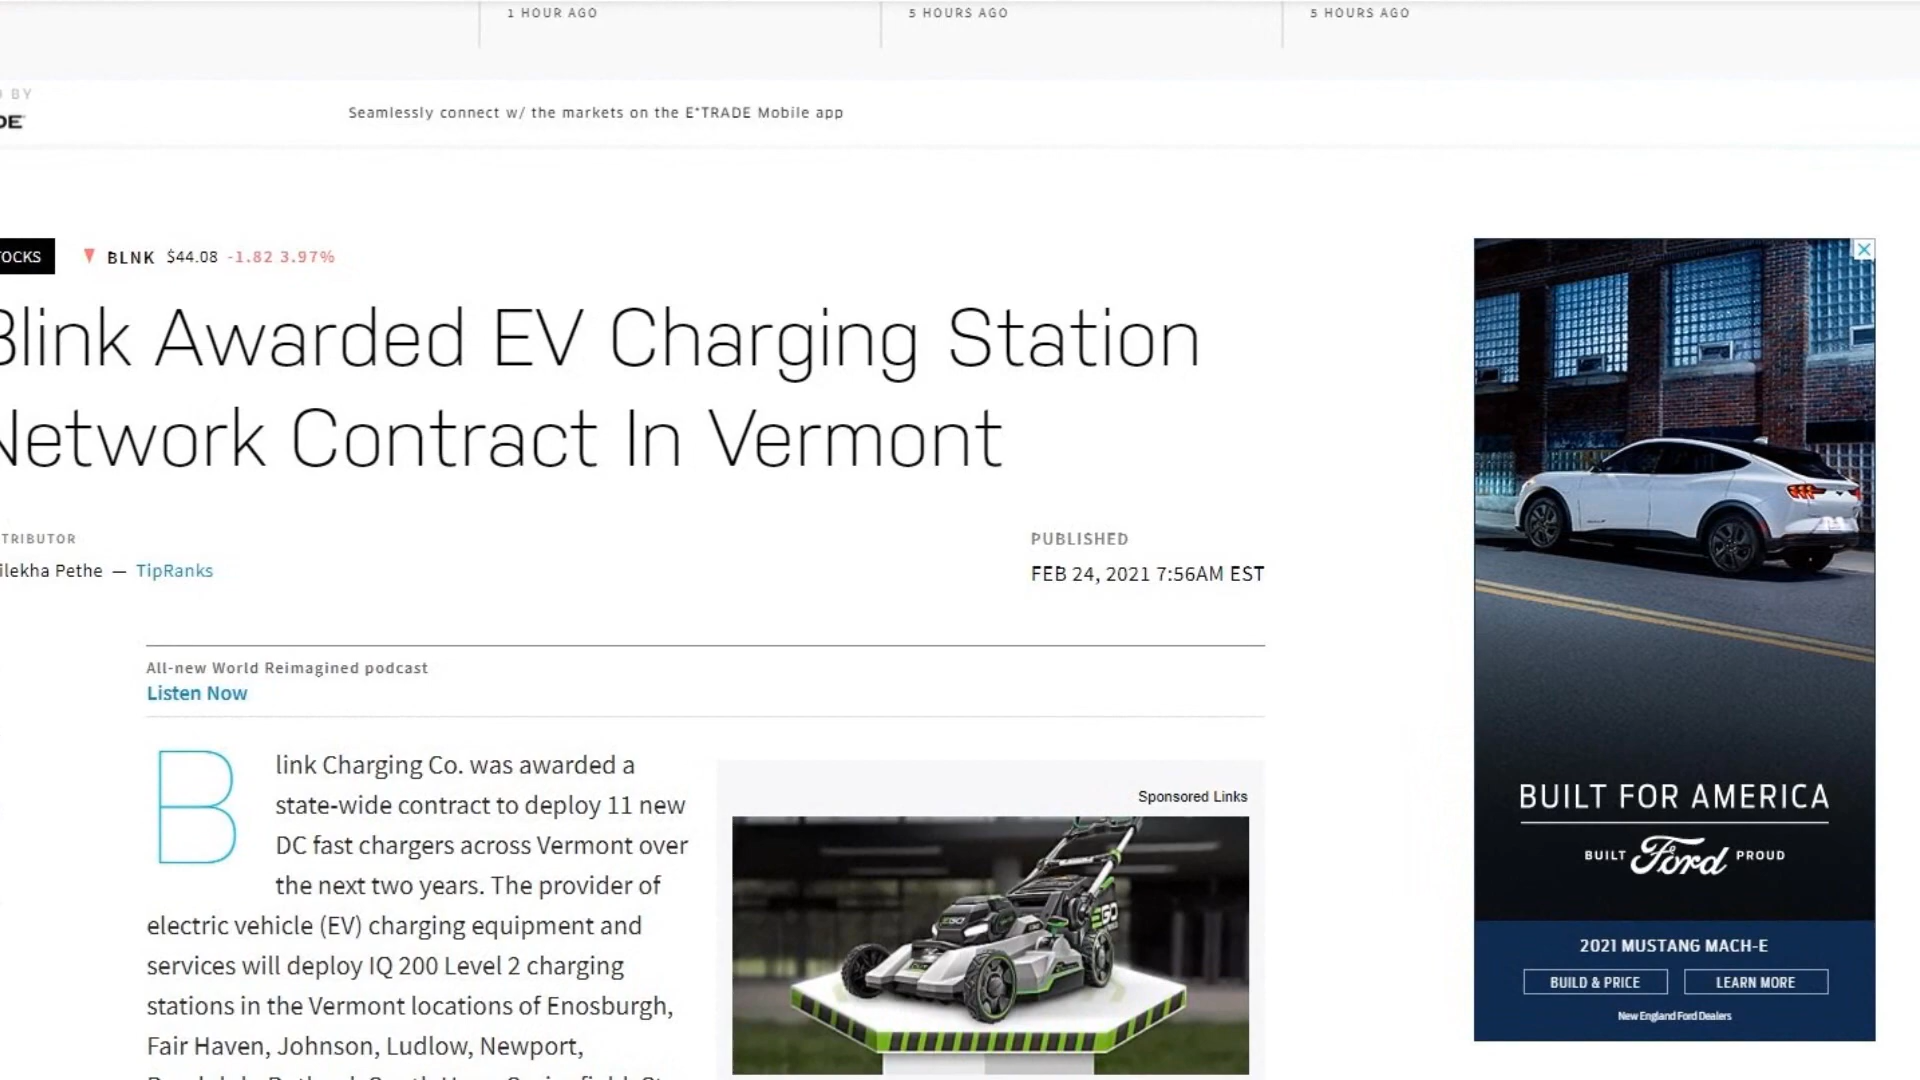 1 HOUR AGO
5 HOURS AGO
5 HOURS AGO
BY
DE
Seamlessly connect w/ the markets on the E*TRADE Mobile app
OCKS
BLNK $44.08 -1.82 3.97%
Blink Awarded EV Charging Station
Network Contract In Vermont
TRIBUTOR
ilekha Pethe — TipRanks
PUBLISHED
FEB 24, 2021 7:56AM EST
All-new World Reimagined podcast
Listen Now
Blink Charging Co. was awarded a
state-wide contract to deploy 11 new
DC fast chargers across Vermont over
the next two years. The provider of
electric vehicle (EV) charging equipment and
services will deploy IQ 200 Level 2 charging
stations in the Vermont locations of Enosburgh,
Fair Haven, Johnson, Ludlow, Newport,
Sponsored Links
EGO
EGO
BUILT FOR AMERICA
BUILT Ford PROUD
2021 MUSTANG MACH-E
BUILD & PRICE
LEARN MORE
New England Ford Dealers